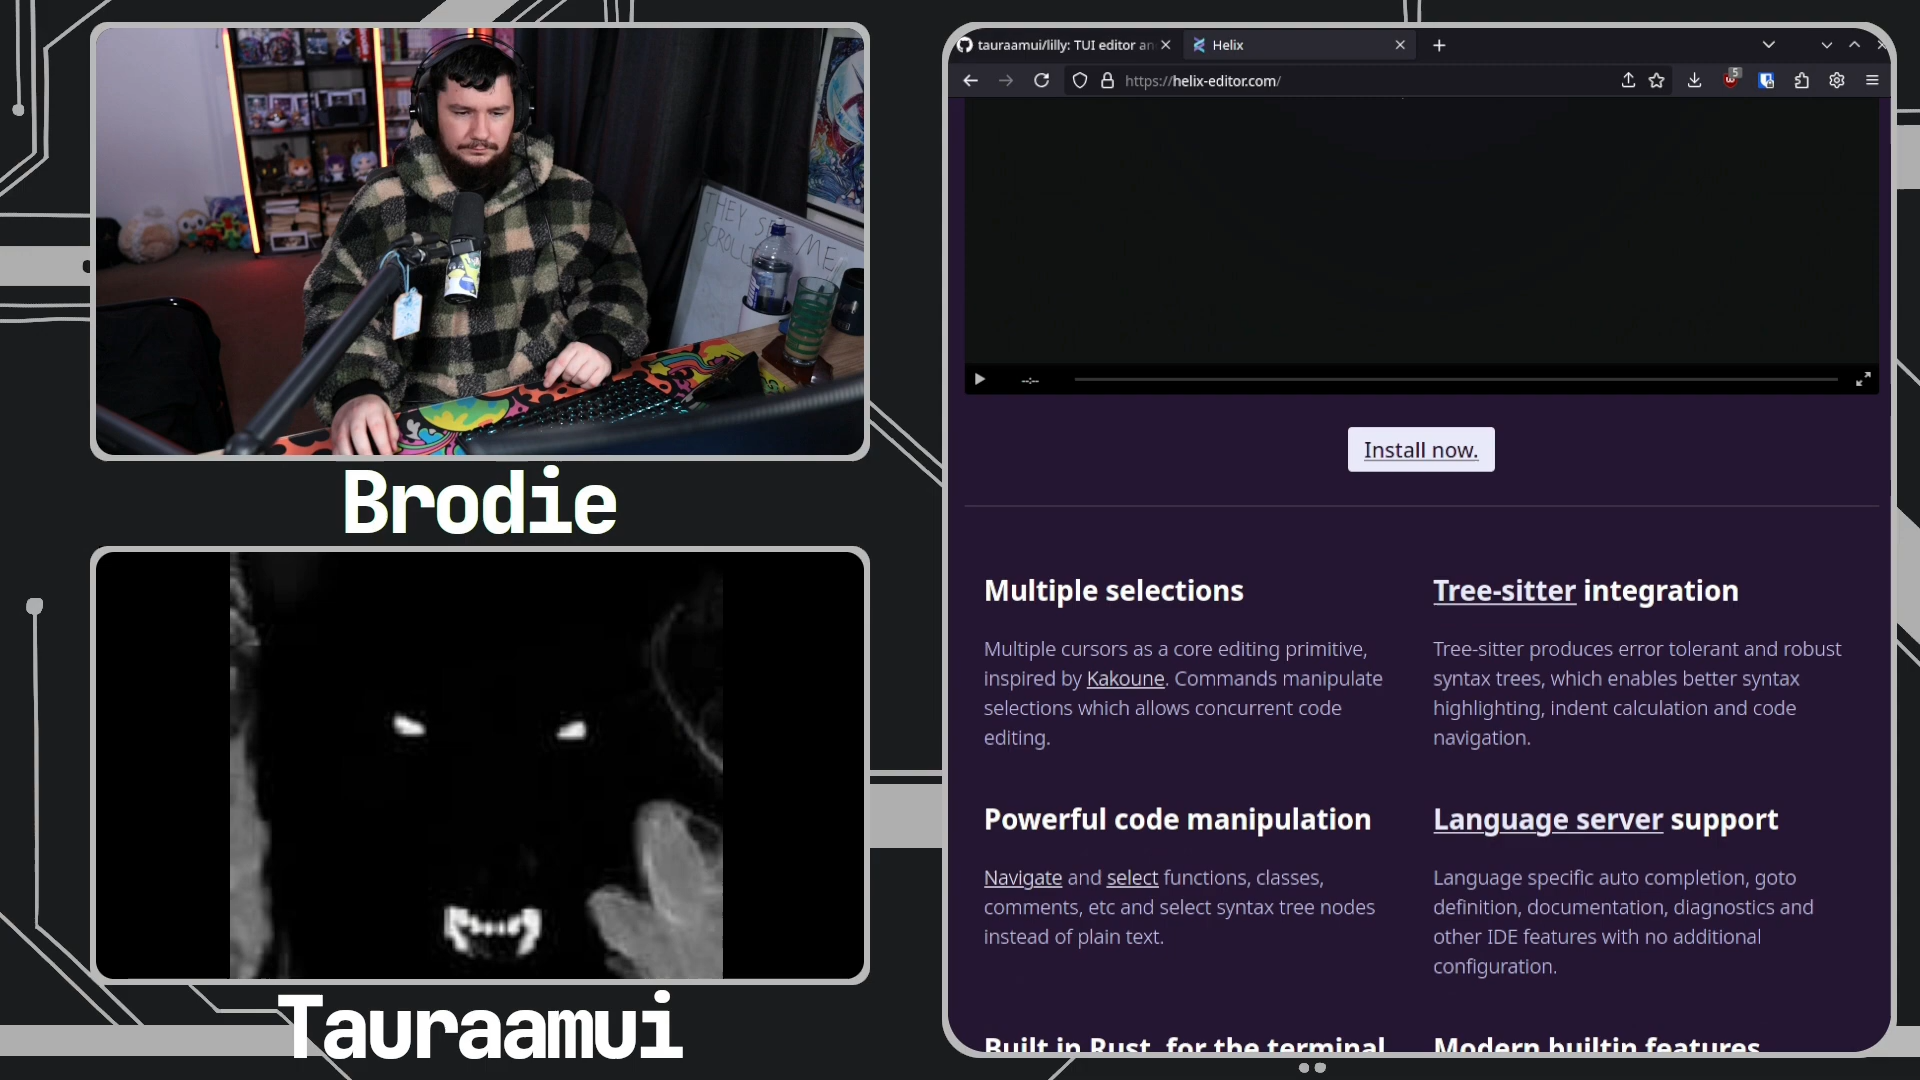 THEY S ME
SCROLL
Brodie
Tauraamui
tauraamui/lilly: TUI editor an
Helix
https://helix-editor.com/
5
--:--
Install now.
Multiple selections
Multiple cursors as a core editing primitive,
inspired by Kakoune. Commands manipulate
selections which allows concurrent code
editing.
Tree-sitter integration
Tree-sitter produces error tolerant and robust
syntax trees, which enables better syntax
highlighting, indent calculation and code
navigation.
Powerful code manipulation
Navigate and select functions, classes,
comments, etc and select syntax tree nodes
instead of plain text.
Language server support
Language specific auto completion, goto
definition, documentation, diagnostics and
other IDE features with no additional
configuration.
Built in Rust, for the terminal
Modern builtin features